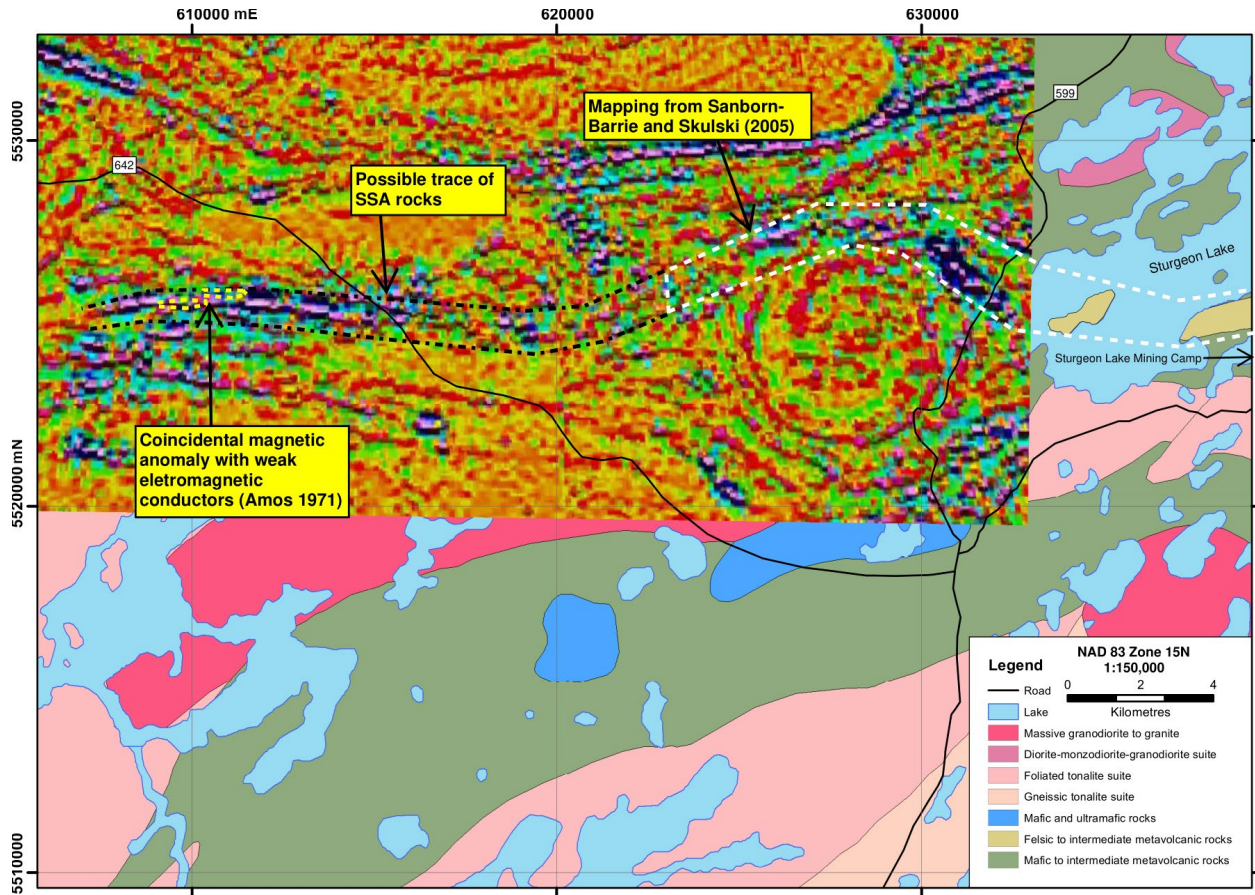 610000 mE
620000
630000
5530000
5520000 mN
5510000
599
642
Mapping from Sanborn-
Barrie and Skulski (2005)
Possible trace of
SSA rocks
Sturgeon Lake
Sturgeon Lake Mining Camp
Coincidental magnetic
anomaly with weak
eletromagnetic
conductors (Amos 1971)
Legend
NAD 83 Zone 15N
1:150,000
0 2 4
Kilometres
Road
Lake
Massive granodiorite to granite
Diorite-monzodiorite-granodiorite suite
Foliated tonalite suite
Gneissic tonalite suite
Mafic and ultramafic rocks
Felsic to intermediate metavolcanic rocks
Mafic to intermediate metavolcanic rocks